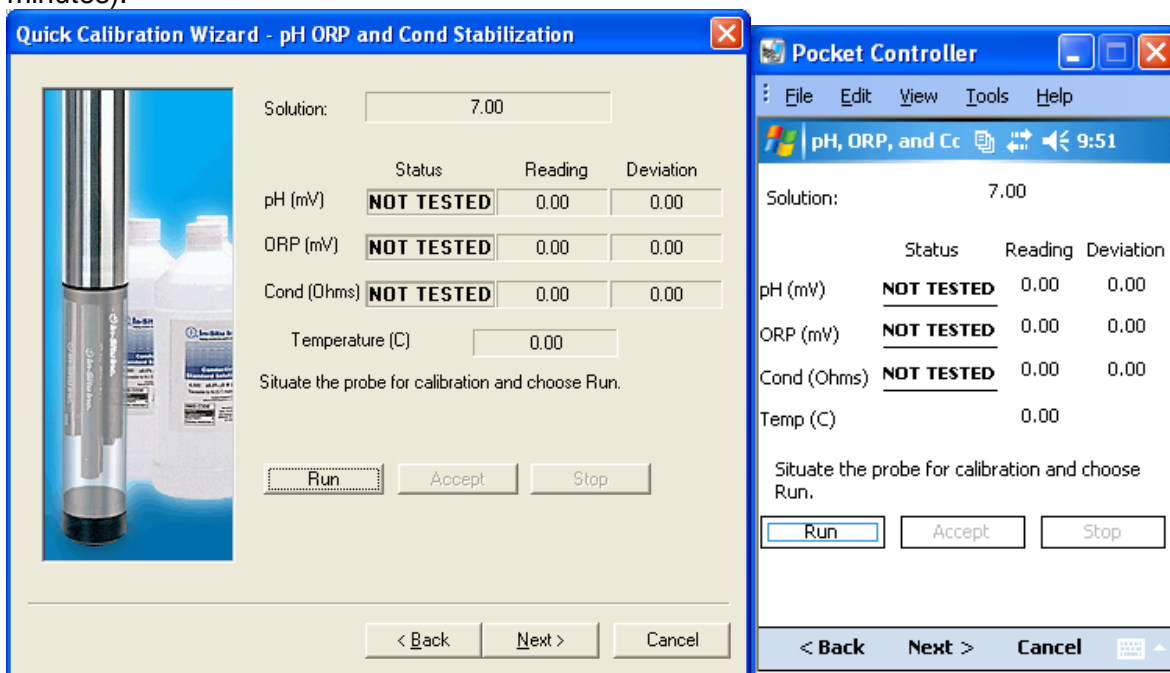 minutes).
Quick Calibration Wizard - pH ORP and Cond Stabilization
Solution: 7.00
Status Reading Deviation
pH (mV) NOT TESTED 0.00 0.00
ORP (mV) NOT TESTED 0.00 0.00
Cond (Ohms) NOT TESTED 0.00 0.00
Temperature (C) 0.00
Situate the probe for calibration and choose Run.
Run Accept Stop
< Back Next > Cancel
In-Situ Inc.
Pocket Controller
File Edit View Tools Help
pH, ORP, and Cc 9:51
Solution: 7.00
Status Reading Deviation
pH (mV) NOT TESTED 0.00 0.00
ORP (mV) NOT TESTED 0.00 0.00
Cond (Ohms) NOT TESTED 0.00 0.00
Temp (C) 0.00
Situate the probe for calibration and choose
Run.
Run Accept Stop
< Back Next > Cancel